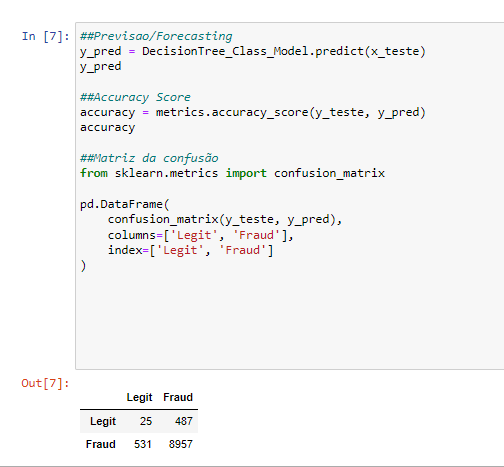 In [7]: ##Previsao/Forecasting
y_pred = DecisionTree_Class_Model.predict(x_teste)
y_pred
##Accuracy Score
accuracy = metrics.accuracy_score(y_teste, y_pred)
accuracy
##Matriz da confusão
from sklearn.metrics import confusion_matrix
pd.DataFrame(
    confusion_matrix(y_teste, y_pred),
    columns=['Legit', 'Fraud'],
    index=['Legit', 'Fraud']
)
Out[7]:
Legit Fraud
Legit 25 487
Fraud 531 8957